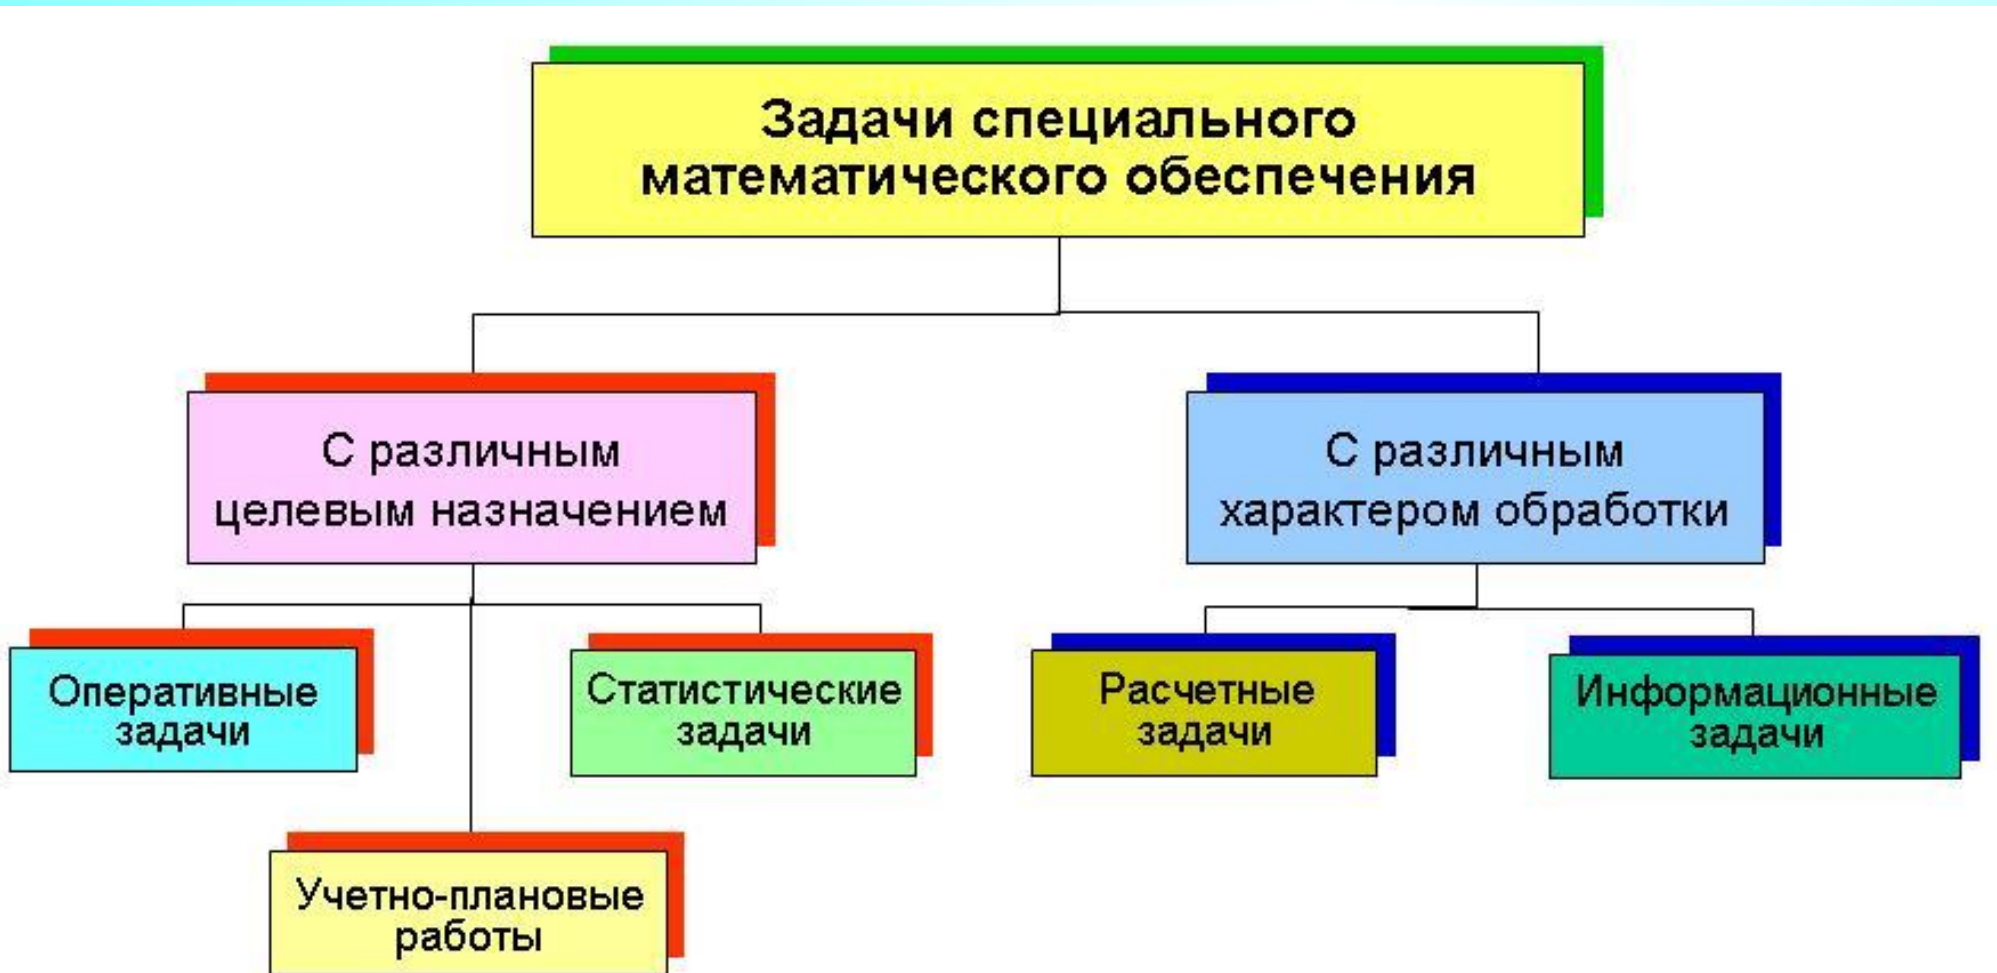 Задачи специального
математического обеспечения
С различным
целевым назначением
С различным
характером обработки
Оперативные
задачи
Статистические
задачи
Расчетные
задачи
Информационные
задачи
Учетно-плановые
работы